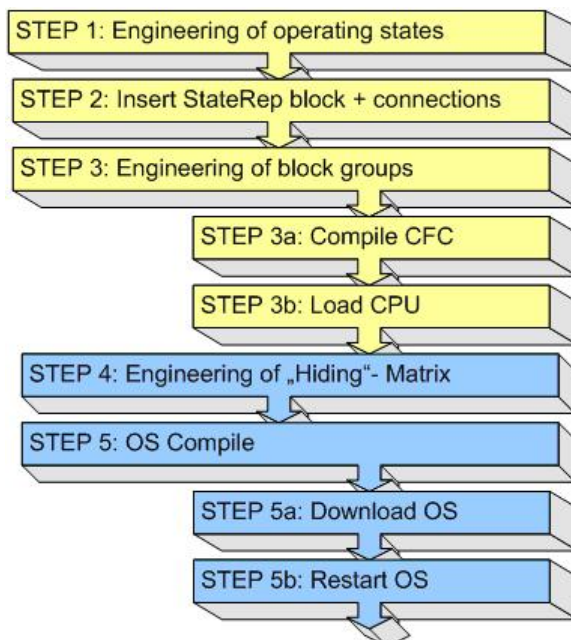 STEP 1: Engineering of operating states
STEP 2: Insert StateRep block + connections
STEP 3: Engineering of block groups
STEP 3a: Compile CFC
STEP 3b: Load CPU
STEP 4: Engineering of „Hiding“- Matrix
STEP 5: OS Compile
STEP 5a: Download OS
STEP 5b: Restart OS